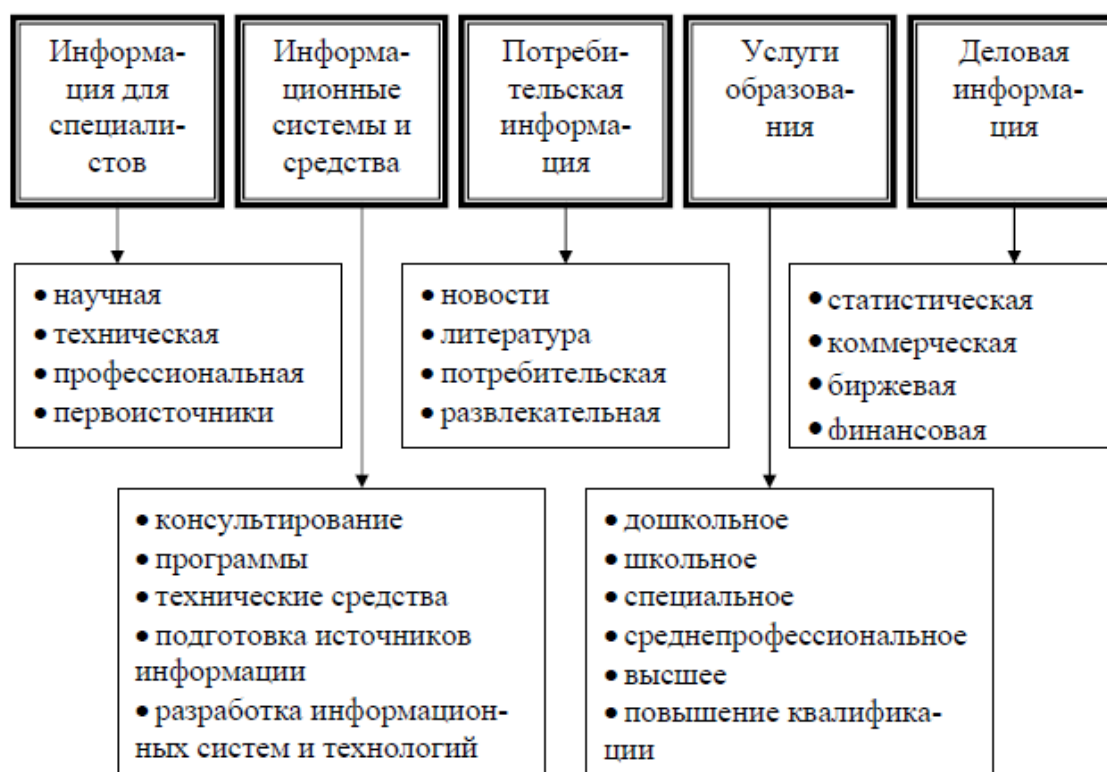 Информа-
ция для
специали-
стов
Информа-
ционные
системы и
средства
Потреби-
тельская
информа-
ция
Услуги
образова-
ния
Деловая
информа-
ция
• научная
• техническая
• профессиональная
• первоисточники
• новости
• литература
• потребительская
• развлекательная
• статистическая
• коммерческая
• биржевая
• финансовая
• консультирование
• программы
• технические средства
• подготовка источников
информации
• разработка информацион-
ных систем и технологий
• дошкольное
• школьное
• специальное
• среднепрофессиональное
• высшее
• повышение квалифика-
ции